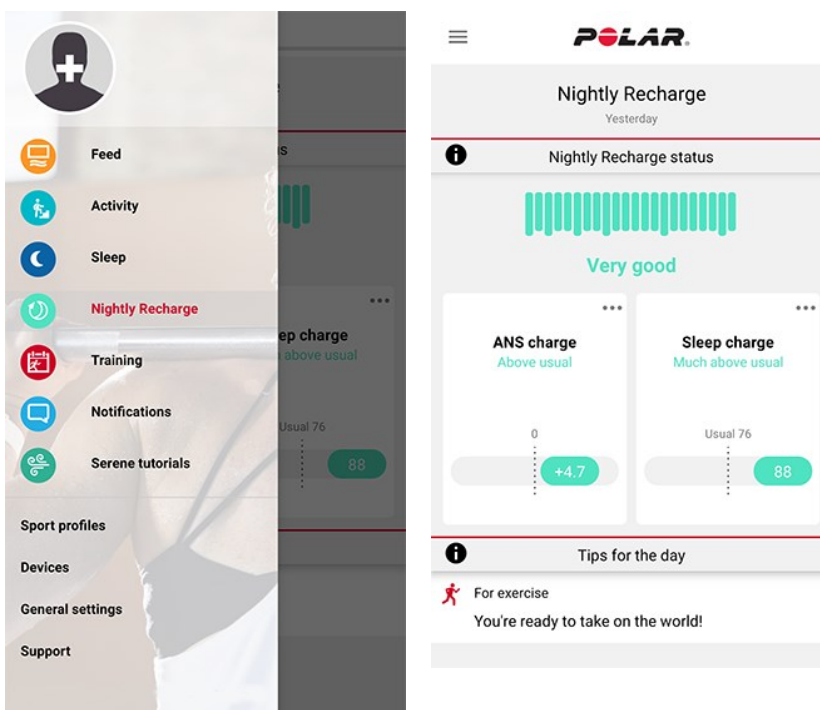 Feed
Activity
Sleep
Nightly Recharge
Training
Notifications
Serene tutorials
Sport profiles
Devices
General settings
Support
s
ep charge
above usual
Usual 76
88
POLAR.
Nightly Recharge
Yesterday
Nightly Recharge status
Very good
ANS charge
Above usual
0
+4.7
Sleep charge
Much above usual
Usual 76
88
Tips for the day
For exercise
You're ready to take on the world!